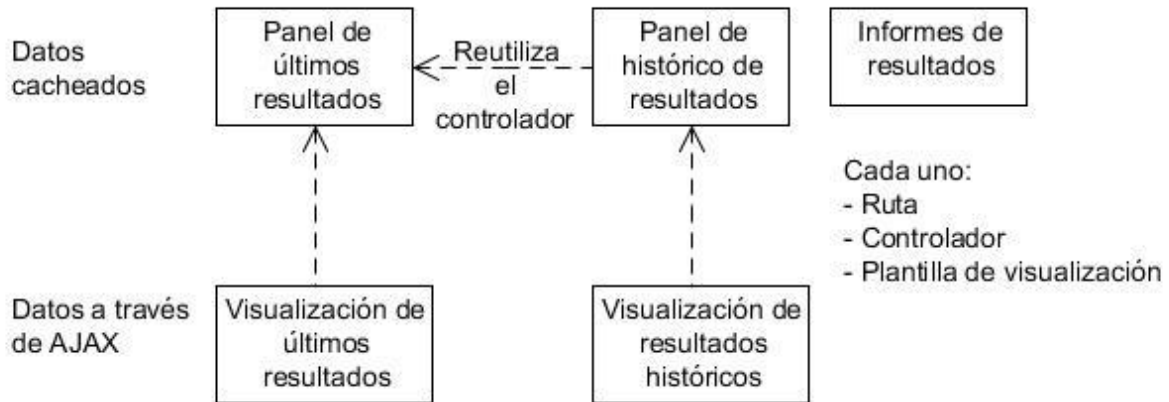 Datos
cacheados
Panel de
últimos
resultados
Reutiliza
el
controlador
Panel de
histórico de
resultados
Informes de
resultados
Cada uno:
- Ruta
- Controlador
- Plantilla de visualización
Datos a través
de AJAX
Visualización de
últimos
resultados
Visualización de
resultados
históricos